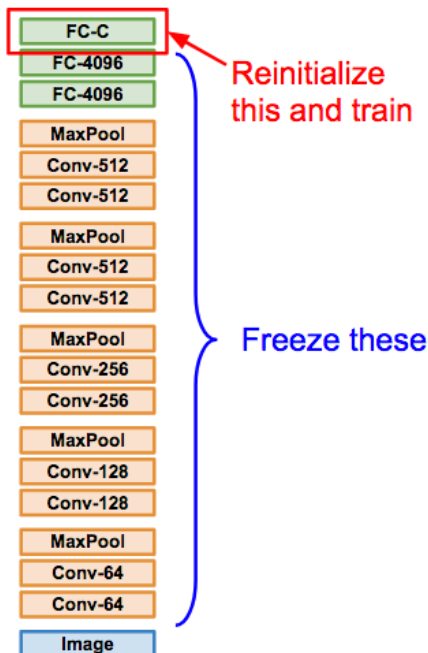 FC-C
FC-4096
FC-4096
MaxPool
Conv-512
Conv-512
MaxPool
Conv-512
Conv-512
MaxPool
Conv-256
Conv-256
MaxPool
Conv-128
Conv-128
MaxPool
Conv-64
Conv-64
Image
Reinitialize
this and train
Freeze these